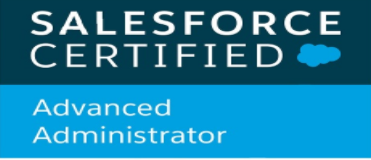 SALESFORCE
CERTIFIED
Advanced
Administrator